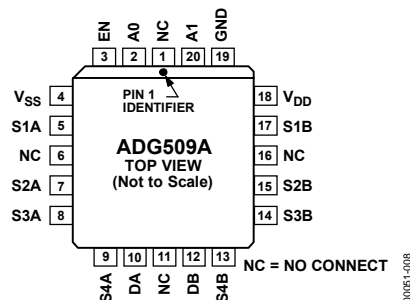 EN A0 NC A1 GND
3 2 1 20 19
VSS 4 18 VDD
PIN 1
IDENTIFIER
S1A 5 17 S1B
ADG509A
NC 6 16 NC
TOP VIEW
(Not to Scale)
S2A 7 15 S2B
S3A 8 14 S3B
9 10 11 12 13
S4A DA NC DB S4B
NC = NO CONNECT
00051-008